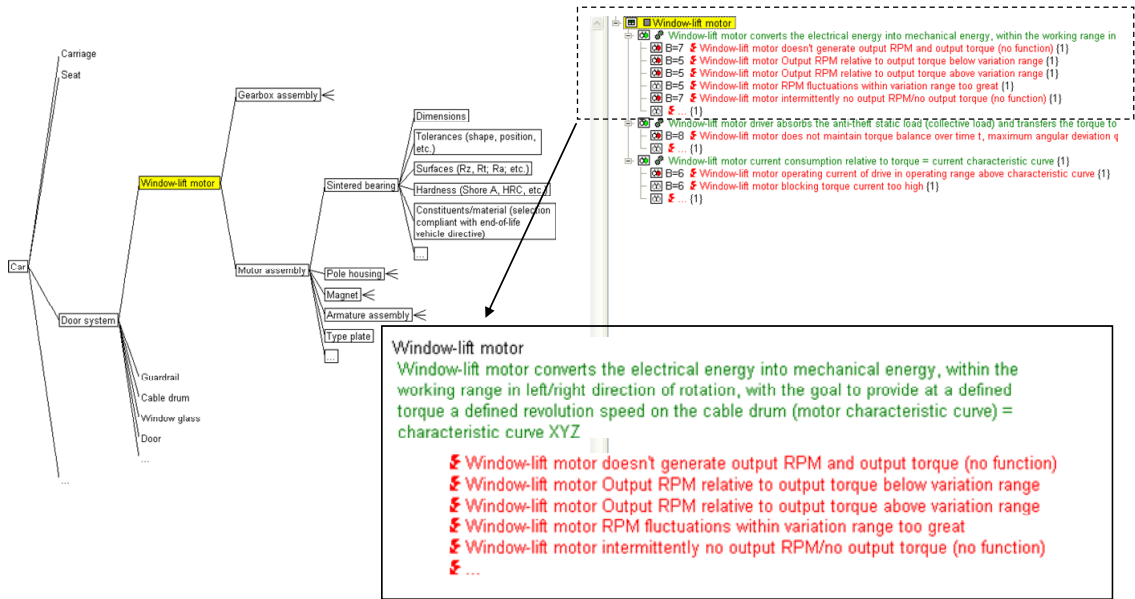 Carriage
Seat
Gearbox assembly
Dimensions
Tolerances (shape, position,
etc.)
Surfaces (Rz, Rt; Ra; etc.)
Window-lift motor
Sintered bearing
Hardness (Shore A, HRC, etc.)
Constituents/material (selection
compliant with end-of-life
vehicle directive)
...
Car
Motor assembly
Pole housing
Magnet
Armature assembly
Type plate
...
Door system
Guardrail
Cable drum
Window glass
Door
...
...
Window-lift motor
Window-lift motor converts the electrical energy into mechanical energy, within the working range in
B=7 Window-lift motor doesn't generate output RPM and output torque (no function) {1}
B=5 Window-lift motor Output RPM relative to output torque below variation range {1}
B=5 Window-lift motor Output RPM relative to output torque above variation range {1}
B=5 Window-lift motor RPM fluctuations within variation range too great {1}
B=7 Window-lift motor intermittently no output RPM/no output torque (no function) {1}
... {1}
Window-lift motor driver absorbs the anti-theft static load (collective load) and transfers the torque to
B=8 Window-lift motor does not maintain torque balance over time t, maximum angular deviation
... {1}
Window-lift motor current consumption relative to torque = current characteristic curve {1}
B=6 Window-lift motor operating current of drive in operating range above characteristic curve {1}
B=6 Window-lift motor blocking torque current too high {1}
... {1}
Window-lift motor
Window-lift motor converts the electrical energy into mechanical energy, within the
working range in left/right direction of rotation, with the goal to provide at a defined
torque a defined revolution speed on the cable drum (motor characteristic curve) =
characteristic curve XYZ
Window-lift motor doesn't generate output RPM and output torque (no function)
Window-lift motor Output RPM relative to output torque below variation range
Window-lift motor Output RPM relative to output torque above variation range
Window-lift motor RPM fluctuations within variation range too great
Window-lift motor intermittently no output RPM/no output torque (no function)
...